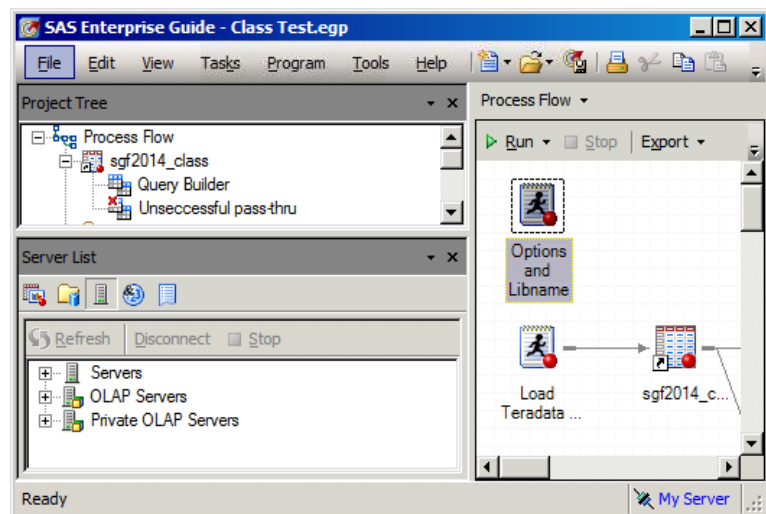 SAS Enterprise Guide - Class Test.egp
File Edit View Tasks Program Tools Help
Project Tree
Process Flow
sgf2014_class
Query Builder
Unseccessful pass-thru
Server List
Refresh Disconnect Stop
Servers
OLAP Servers
Private OLAP Servers
Process Flow
Run Stop Export
Options
and
Libname
Load
Teradata ...
sgf2014_c...
Ready
My Server